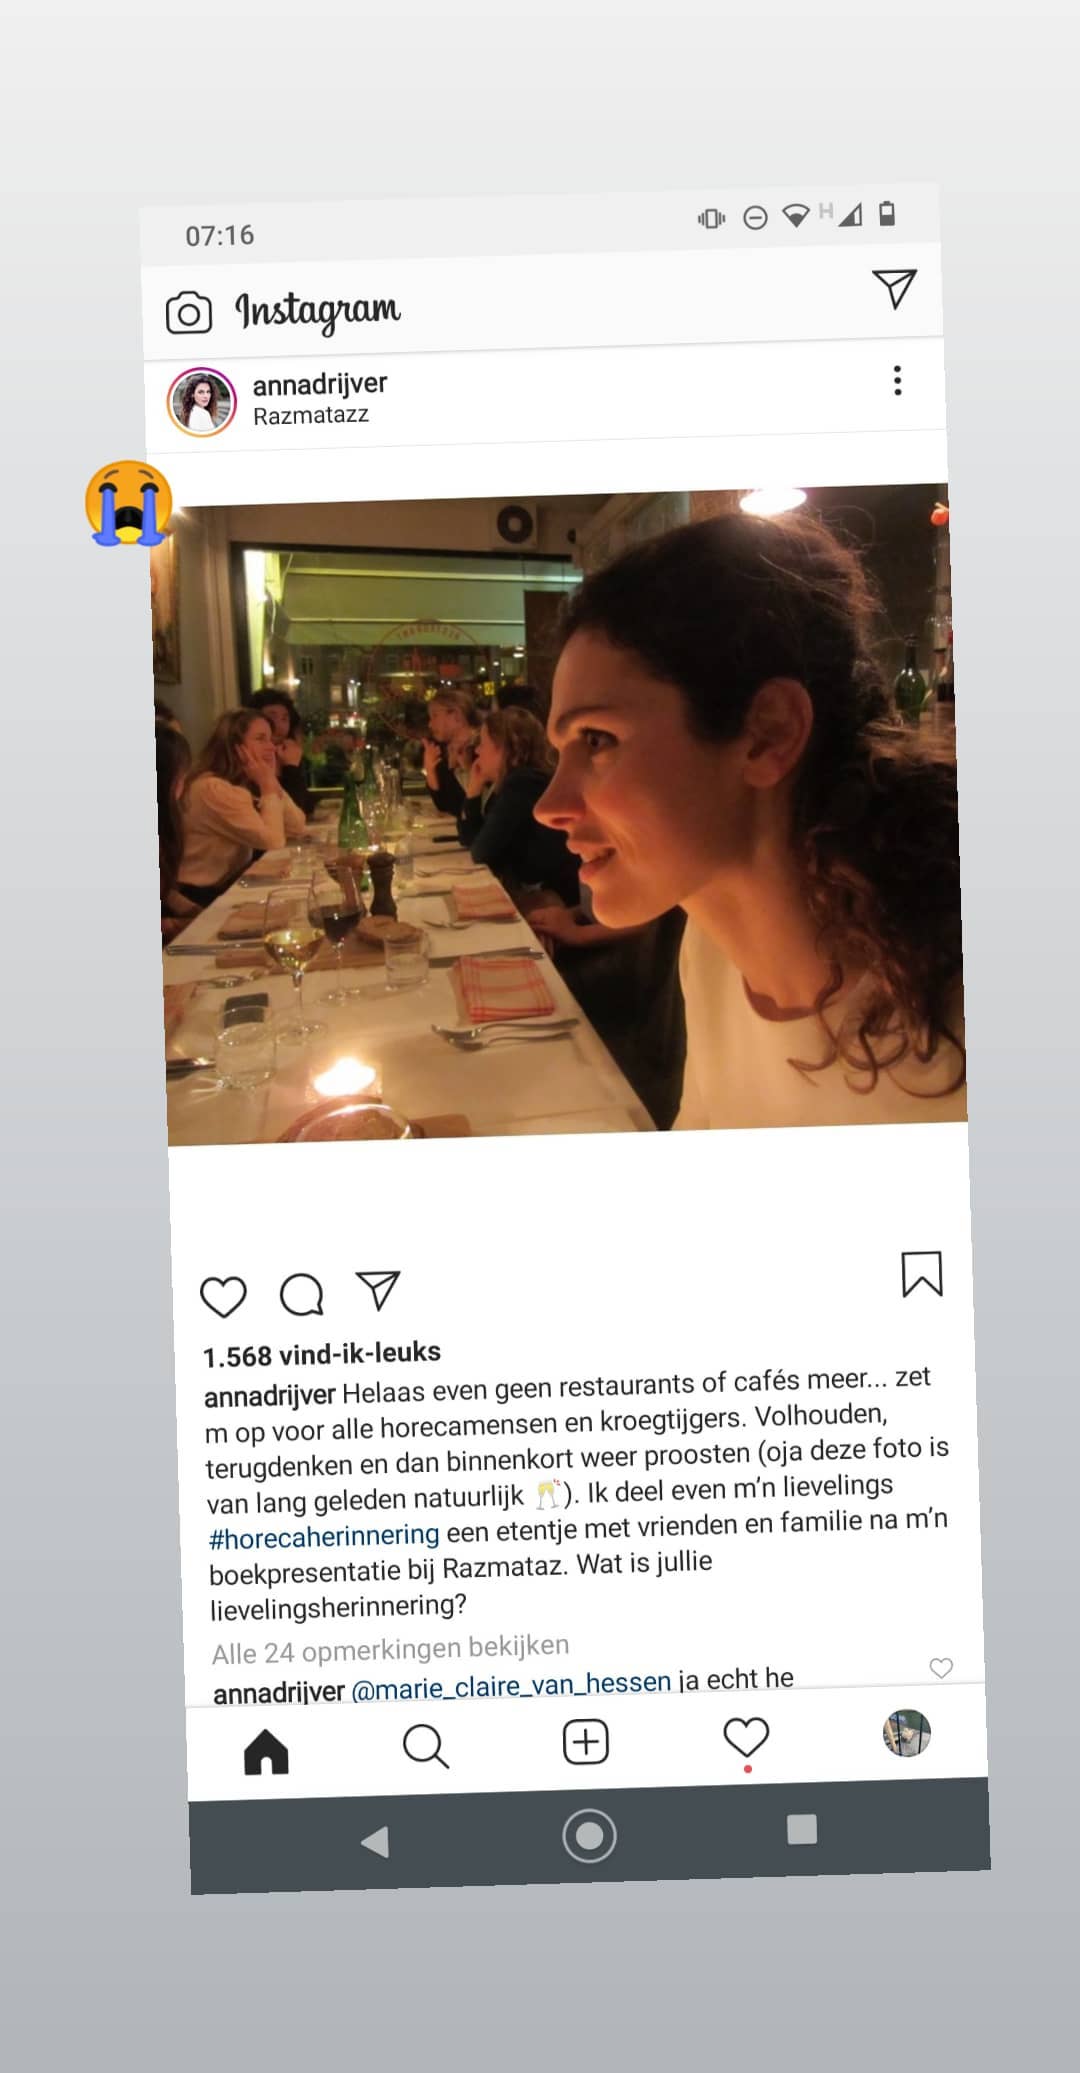 07:16
H
Instagram
annadrijver
Razmatazz
1.568 vind-ik-leuks
annadrijver Helaas even geen restaurants of cafés meer... zet
m op voor alle horecamensen en kroegtijgers. Volhouden,
terugdenken en dan binnenkort weer proosten (oja deze foto is
van lang geleden natuurlijk 🥂). Ik deel even m'n lievelings
#horecaherinnering een etentje met vrienden en familie na m'n
boekpresentatie bij Razmataz. Wat is jullie
lievelingsherinnering?
Alle 24 opmerkingen bekijken
annadrijver @marie_claire_van_hessen ja echt he